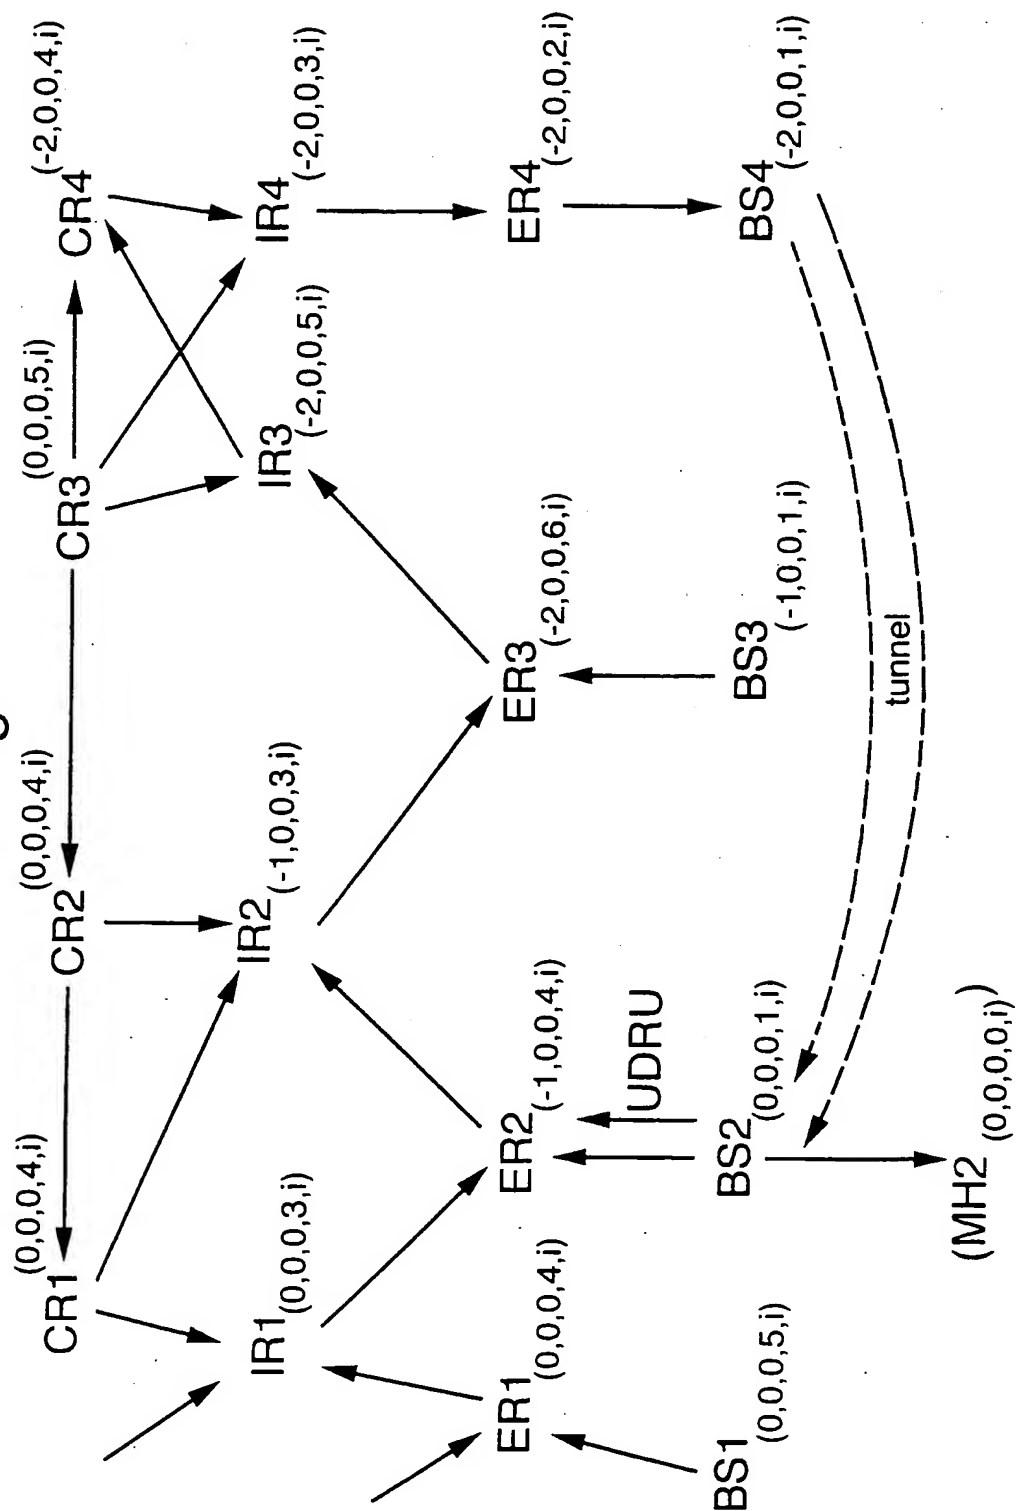 CR1 (0,0,0,4,i)
CR2 (0,0,0,4,i)
CR3 (0,0,0,5,i)
CR4 (-2,0,0,4,i)
IR1 (0,0,0,3,i)
IR2 (-1,0,0,3,i)
IR3 (-2,0,0,5,i)
IR4 (-2,0,0,3,i)
ER1 (0,0,0,4,i)
ER2 (-1,0,0,4,i)
ER3 (-2,0,0,6,i)
ER4 (-2,0,0,2,i)
UDRU
BS1 (0,0,0,5,i)
BS2 (0,0,0,1,i)
BS3 (-1,0,0,1,i)
BS4 (-2,0,0,1,i)
tunnel
(MH2 (0,0,0,0,i))